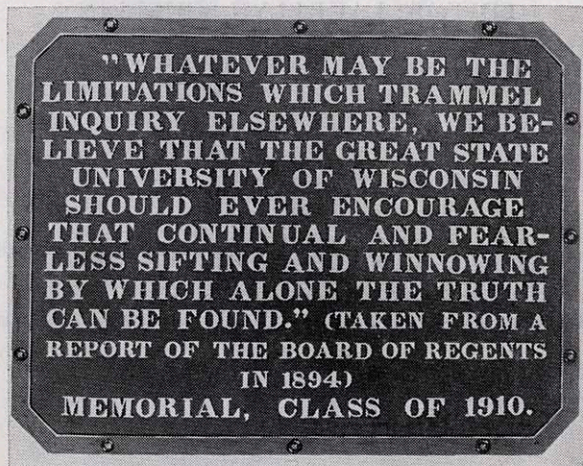 "WHATEVER MAY BE THE
LIMITATIONS WHICH TRAMMEL
INQUIRY ELSEWHERE, WE BE-
LIEVE THAT THE GREAT STATE
UNIVERSITY OF WISCONSIN
SHOULD EVER ENCOURAGE
THAT CONTINUAL AND FEAR-
LESS SIFTING AND WINNOWING
BY WHICH ALONE THE TRUTH
CAN BE FOUND." (TAKEN FROM A
REPORT OF THE BOARD OF REGENTS
IN 1894)
MEMORIAL, CLASS OF 1910.